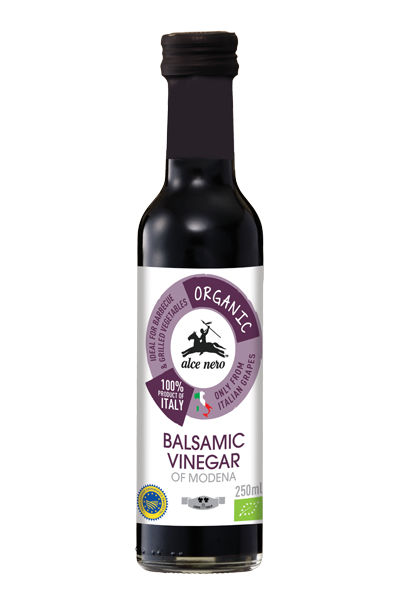 ORGANIC
IDEAL FOR BARBECUE
& GRILLED VEGETABLES
alce nero
100%
PRODUCT OF
ITALY
ONLY FROM
ITALIAN GRAPES
BALSAMIC
VINEGAR
OF MODENA
250ml